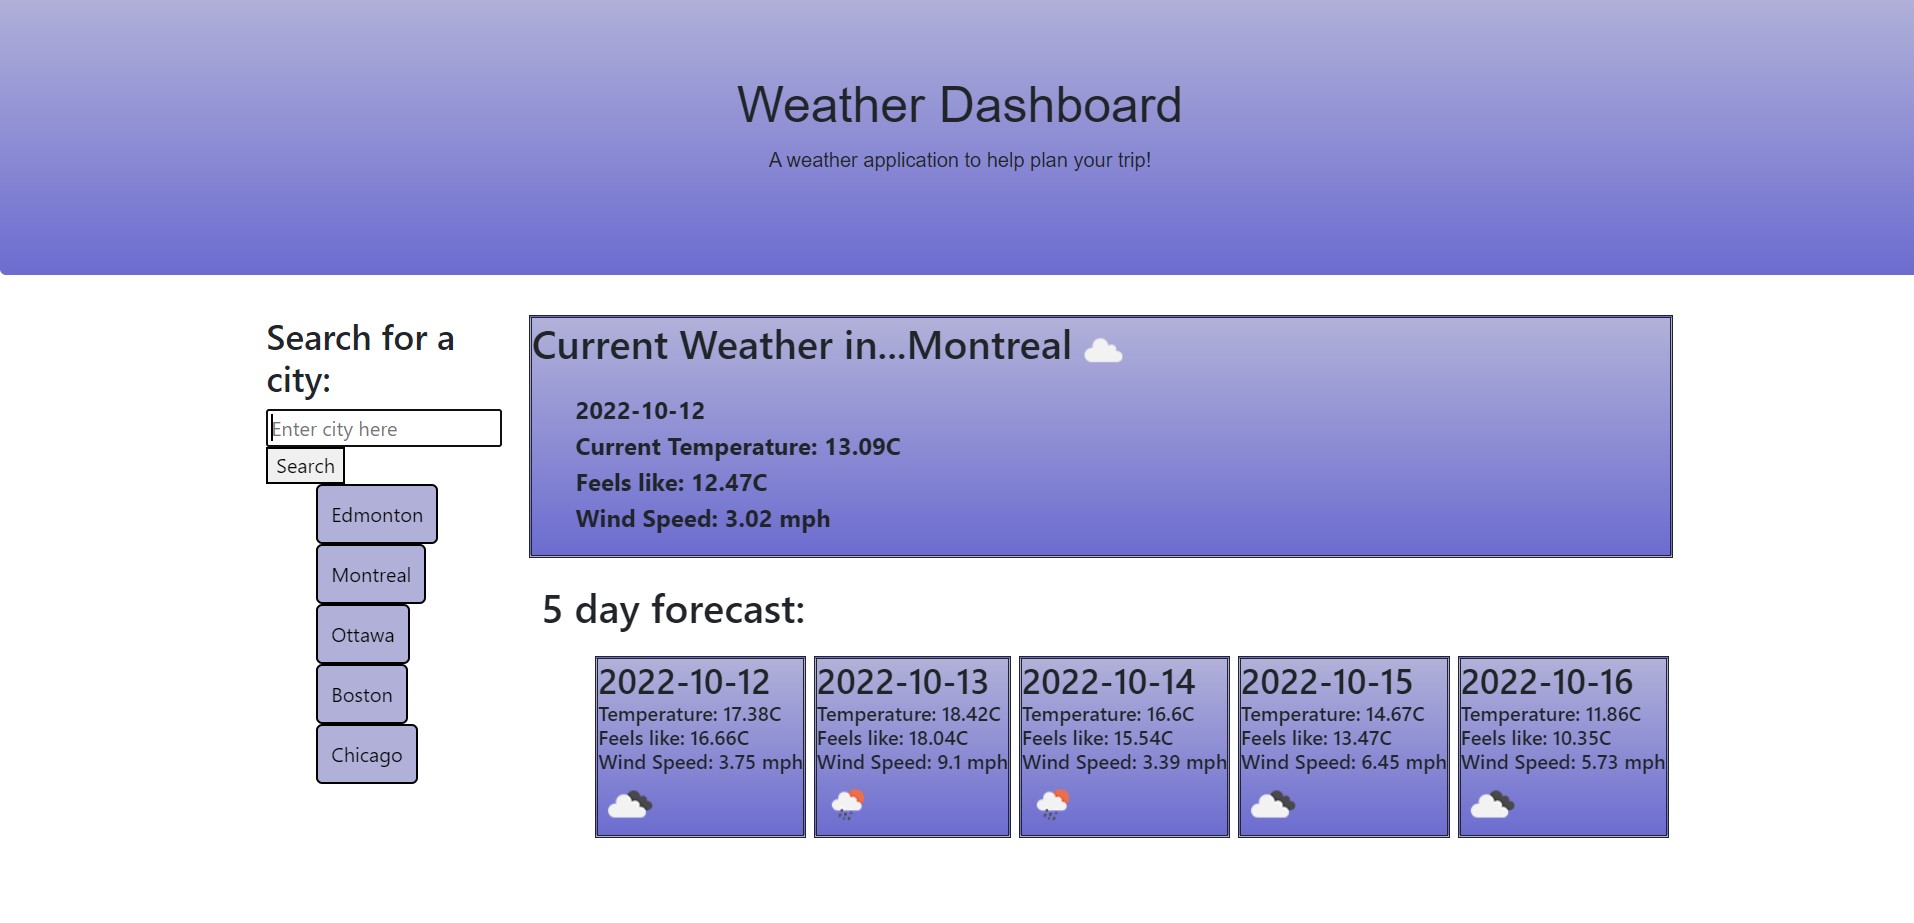 Weather Dashboard
A weather application to help plan your trip!
Search for a
city:
Enter city here
Search
Edmonton
Montreal
Ottawa
Boston
Chicago
Current Weather in...Montreal
2022-10-12
Current Temperature: 13.09C
Feels like: 12.47C
Wind Speed: 3.02 mph
5 day forecast:
2022-10-12
Temperature: 17.38C
Feels like: 16.66C
Wind Speed: 3.75 mph
2022-10-13
Temperature: 18.42C
Feels like: 18.04C
Wind Speed: 9.1 mph
2022-10-14
Temperature: 16.6C
Feels like: 15.54C
Wind Speed: 3.39 mph
2022-10-15
Temperature: 14.67C
Feels like: 13.47C
Wind Speed: 6.45 mph
2022-10-16
Temperature: 11.86C
Feels like: 10.35C
Wind Speed: 5.73 mph